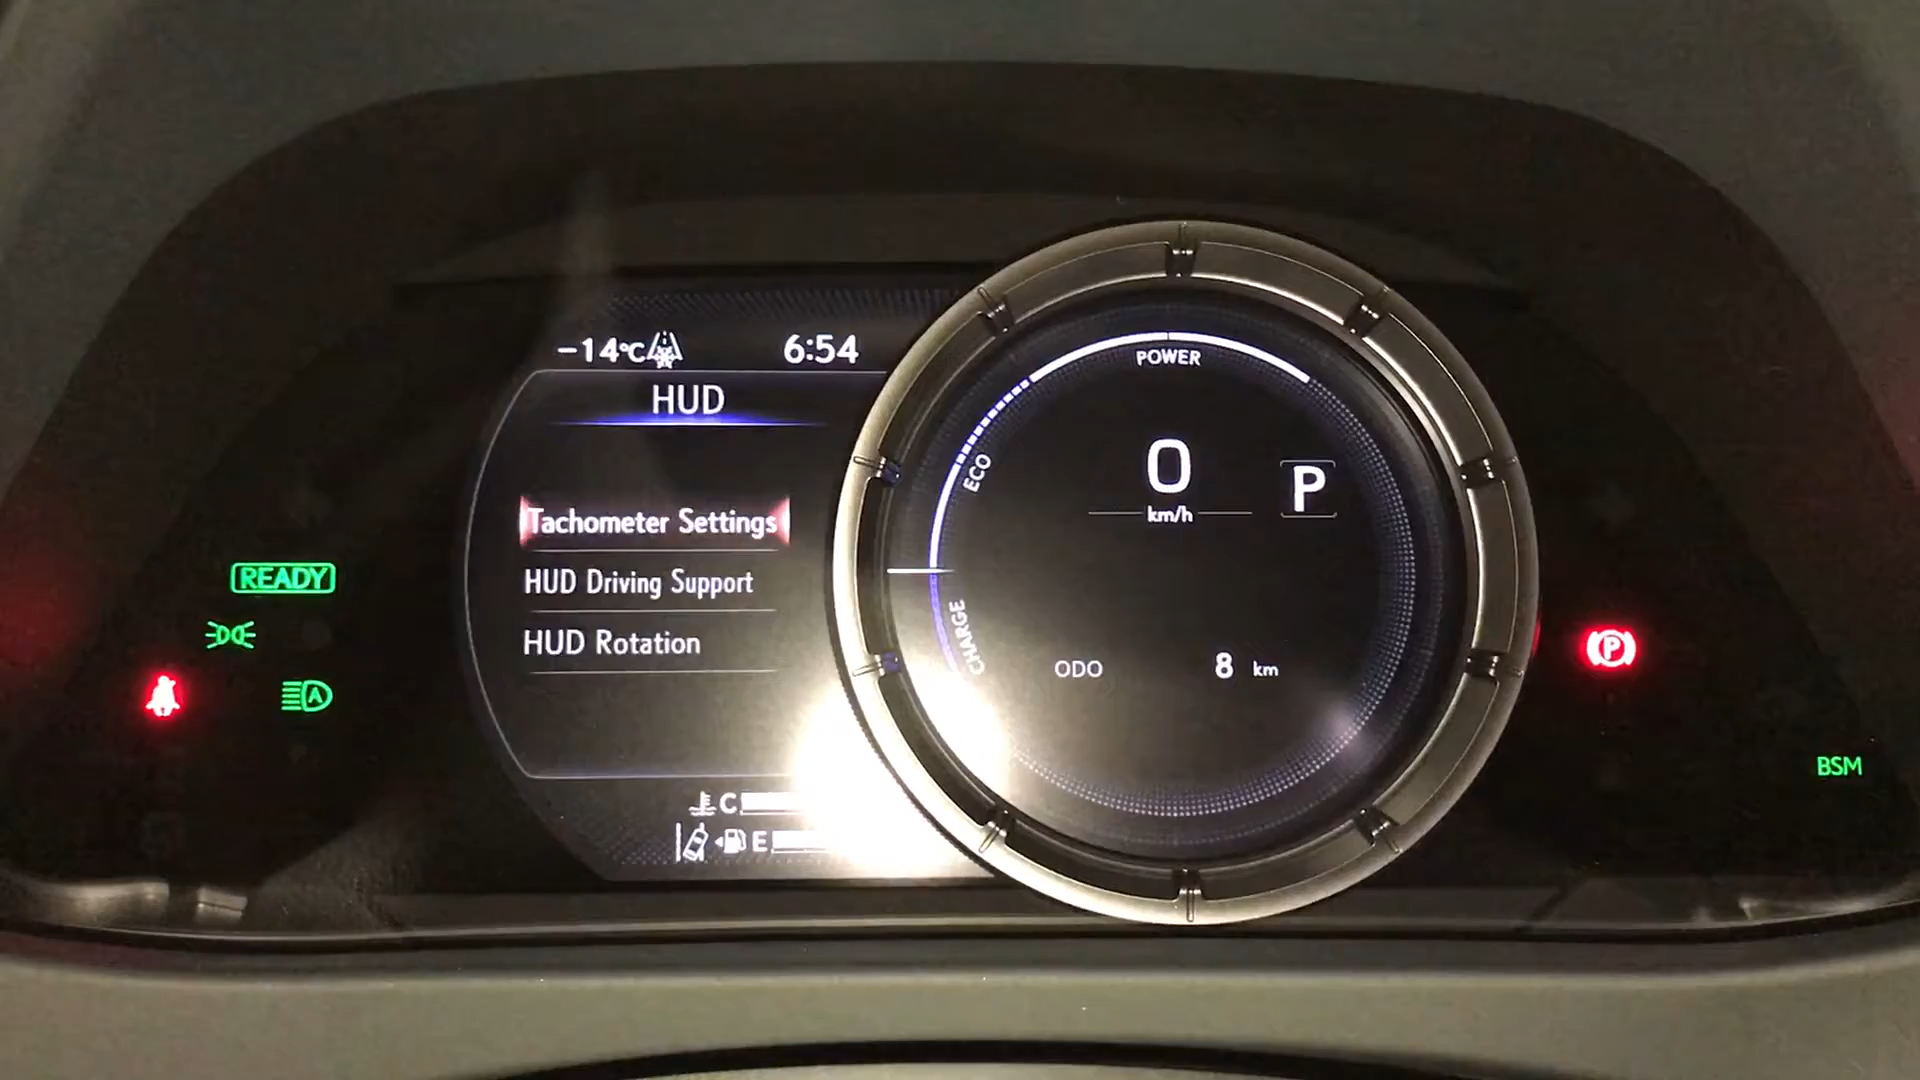 -14°C 6:54
HUD
Tachometer Settings
HUD Driving Support
HUD Rotation
C
E
READY
A
POWER
ECO
CHARGE
0
km/h
P
ODO 8 km
P
BSM